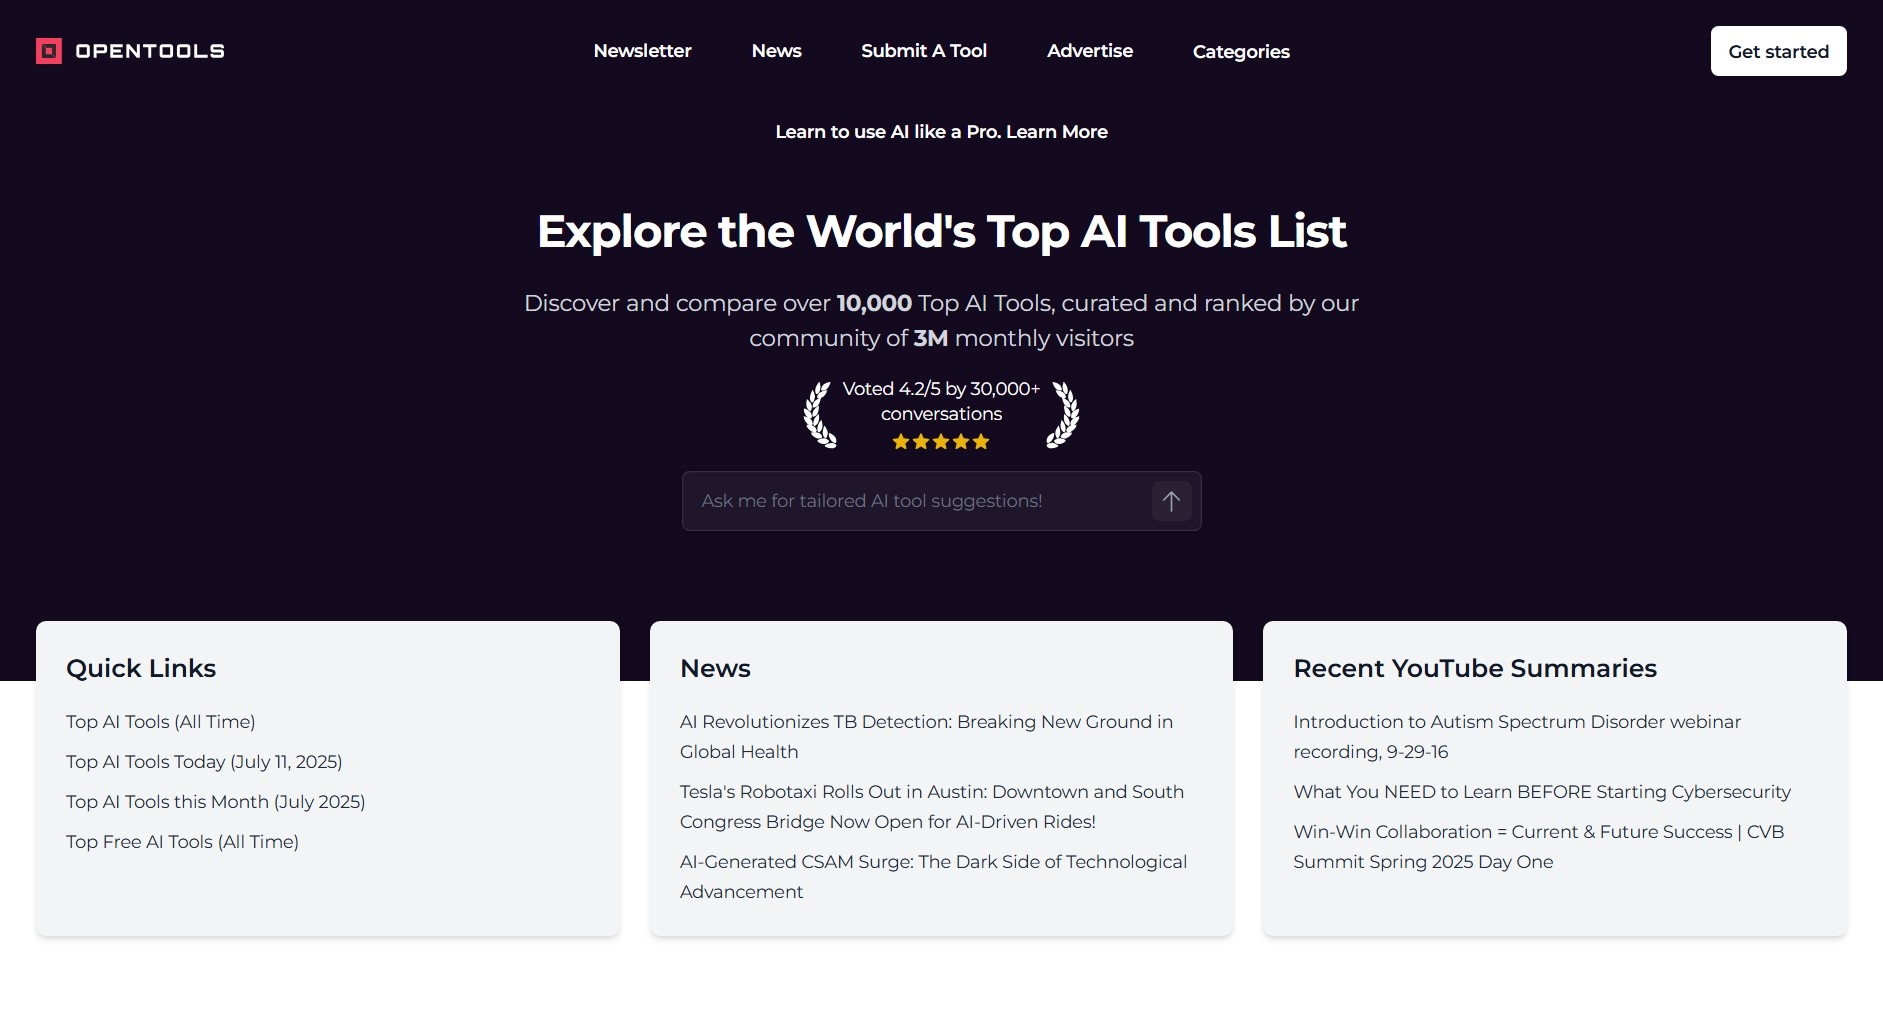 OPENTOOLS
Newsletter
News
Submit A Tool
Advertise
Categories
Get started
Learn to use AI like a Pro. Learn More
Explore the World's Top AI Tools List
Discover and compare over 10,000 Top AI Tools, curated and ranked by our
community of 3M monthly visitors
Voted 4.2/5 by 30,000+
conversations
Ask me for tailored AI tool suggestions!
Quick Links
Top AI Tools (All Time)
Top AI Tools Today (July 11, 2025)
Top AI Tools this Month (July 2025)
Top Free AI Tools (All Time)
News
AI Revolutionizes TB Detection: Breaking New Ground in
Global Health
Tesla's Robotaxi Rolls Out in Austin: Downtown and South
Congress Bridge Now Open for AI-Driven Rides!
AI-Generated CSAM Surge: The Dark Side of Technological
Advancement
Recent YouTube Summaries
Introduction to Autism Spectrum Disorder webinar
recording, 9-29-16
What You NEED to Learn BEFORE Starting Cybersecurity
Win-Win Collaboration = Current & Future Success | CVB
Summit Spring 2025 Day One